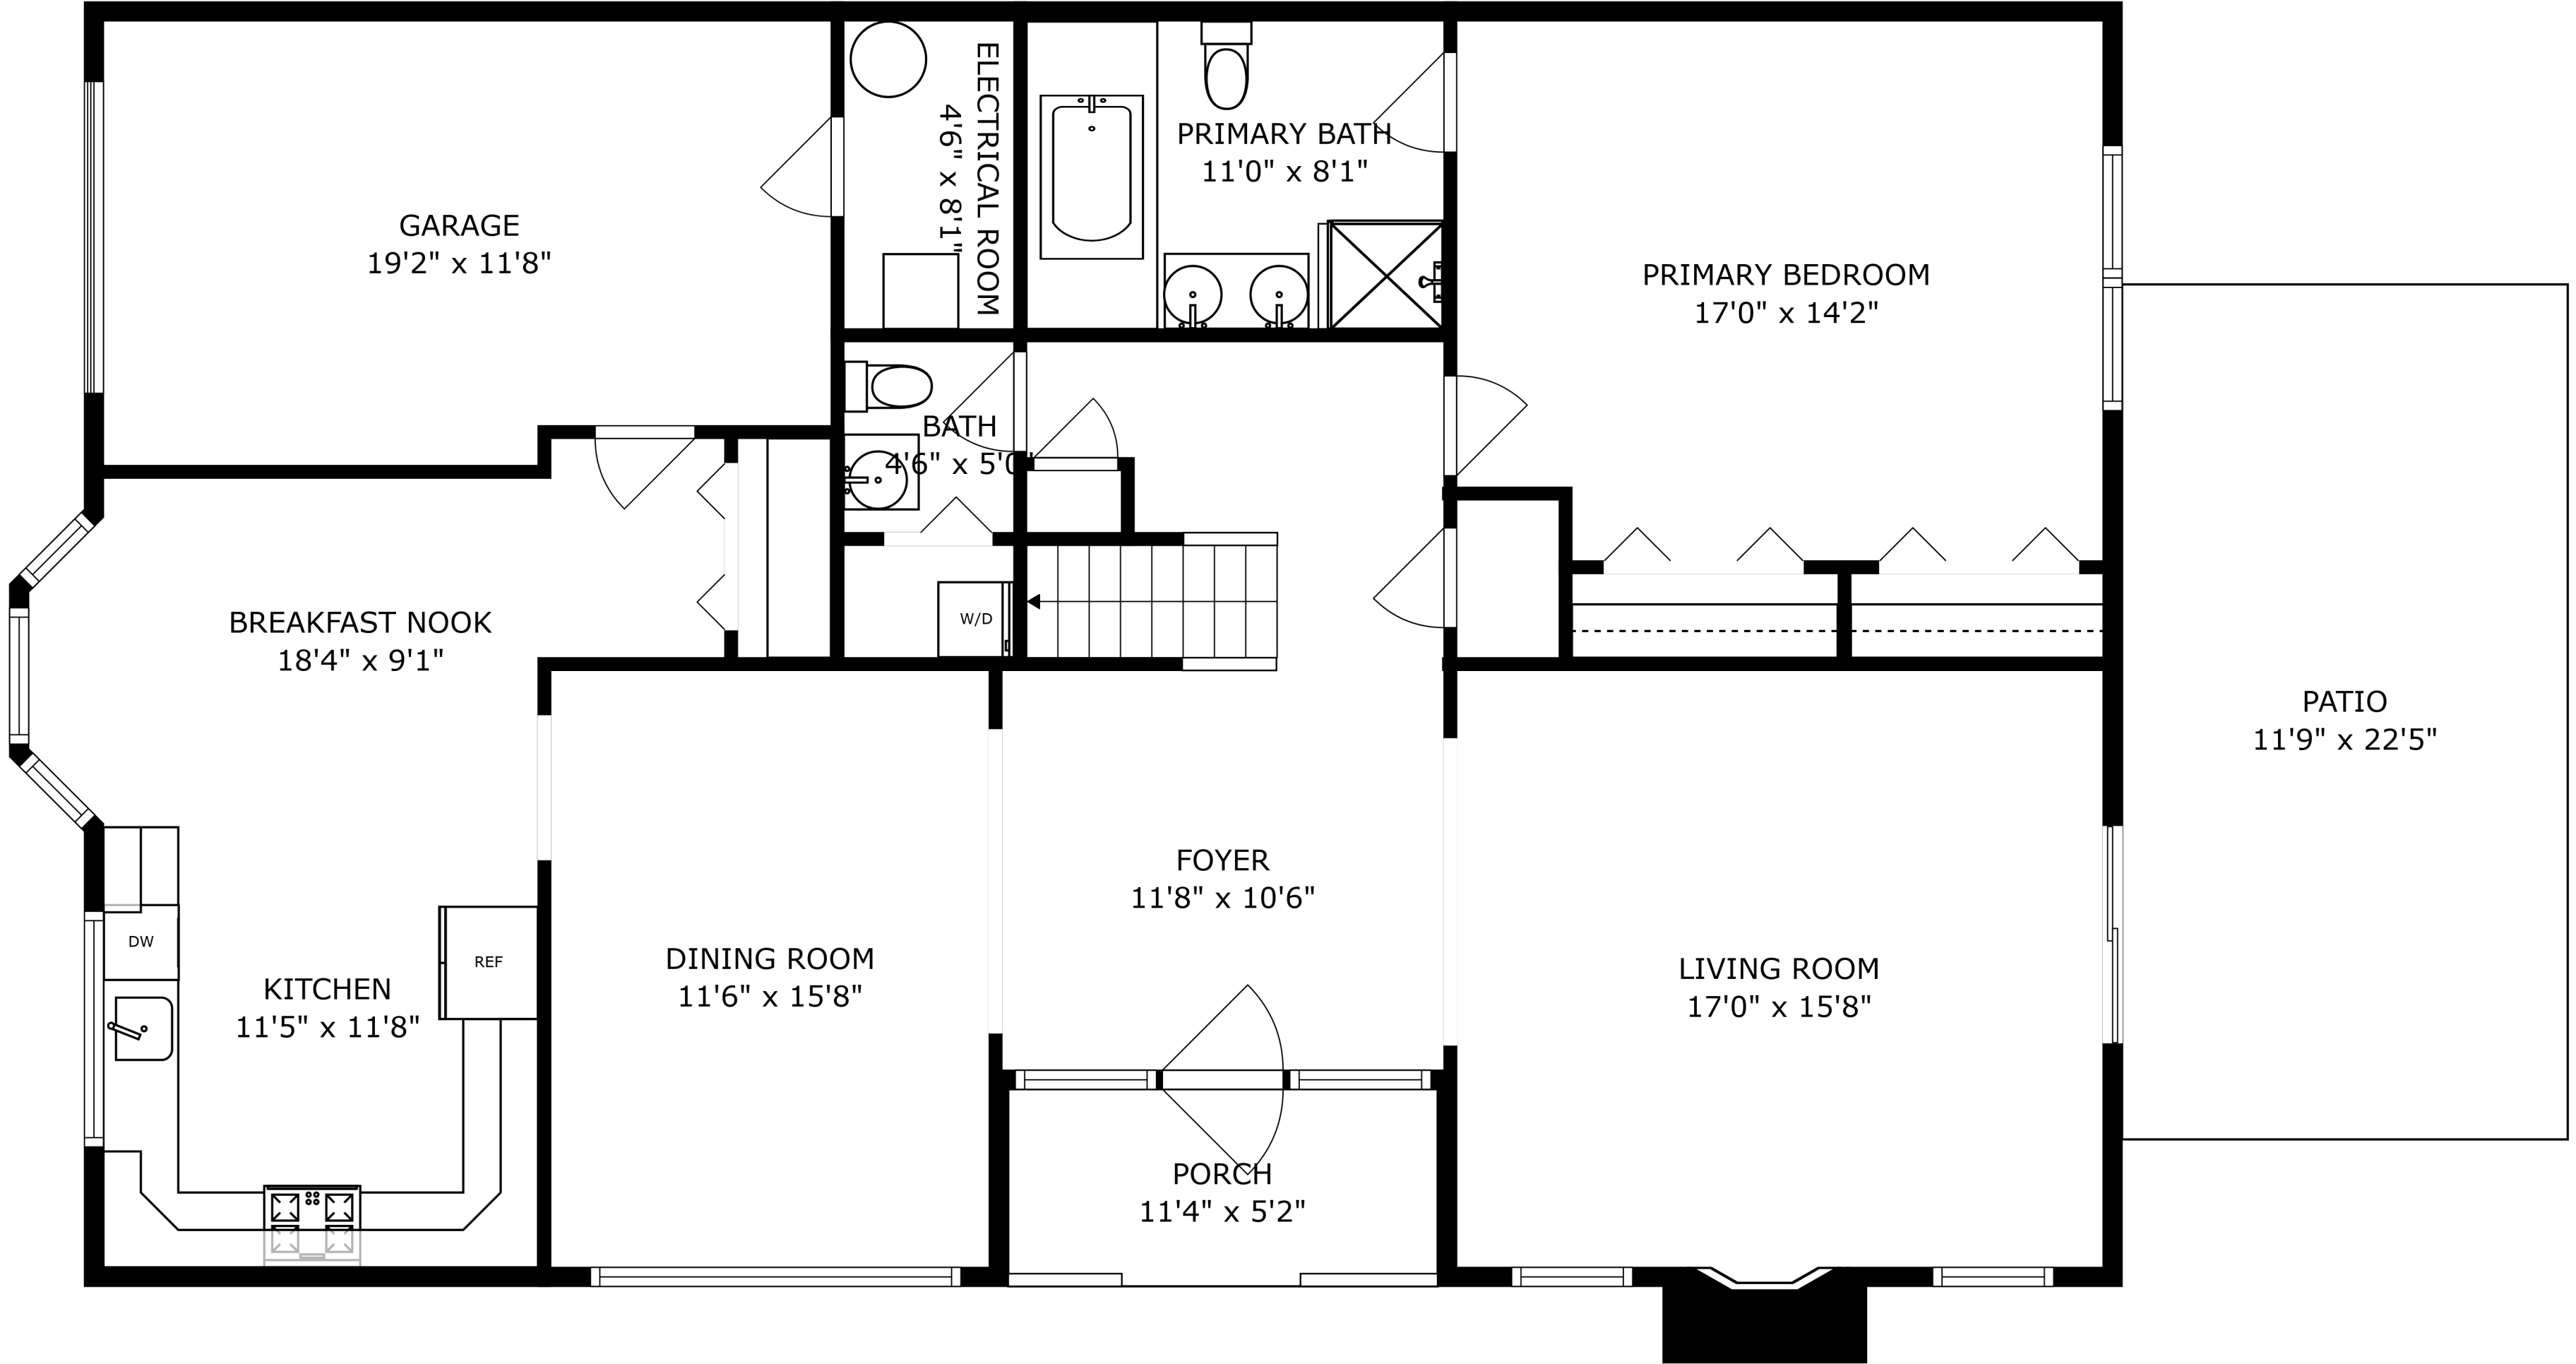 ELECTRICAL ROOM
4'6" x 8'1"
PRIMARY BATH
11'0" x 8'1"
GARAGE
19'2" x 11'8"
PRIMARY BEDROOM
17'0" x 14'2"
BATH
4'6" x 5'0"
BREAKFAST NOOK
18'4" x 9'1"
W/D
PATIO
11'9" x 22'5"
FOYER
11'8" x 10'6"
DW
REF
DINING ROOM
11'6" x 15'8"
LIVING ROOM
17'0" x 15'8"
KITCHEN
11'5" x 11'8"
PORCH
11'4" x 5'2"